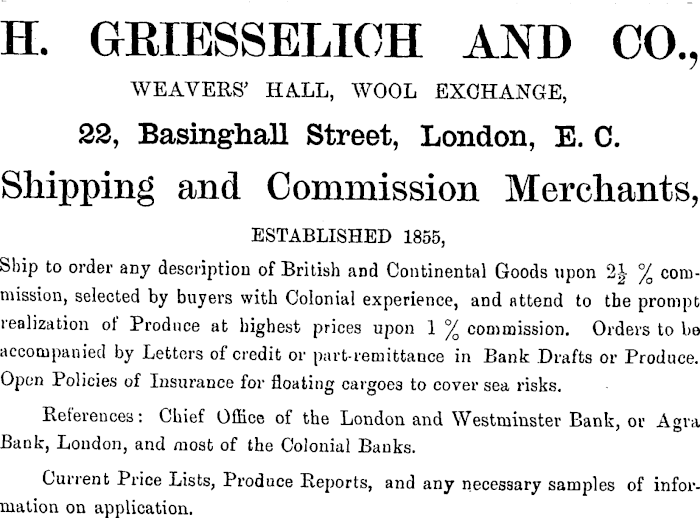 H. GRIESSELICH AND CO.,
WEAVERS' HALL, WOOL EXCHANGE,
22, Basinghall Street, London, E. C.
Shipping and Commission Merchants,
ESTABLISHED 1855,
Ship to order any description of British and Continental Goods upon 2½ % com-
mission, selected by buyers with Colonial experience, and attend to the prompt
realization of Produce at highest prices upon 1 % commission. Orders to be
accompanied by Letters of credit or part-remittance in Bank Drafts or Produce.
Open Policies of Insurance for floating cargoes to cover sea risks.
References: Chief Office of the London and Westminster Bank, or Agra
Bank, London, and most of the Colonial Banks.
Current Price Lists, Produce Reports, and any necessary samples of infor-
mation on application.